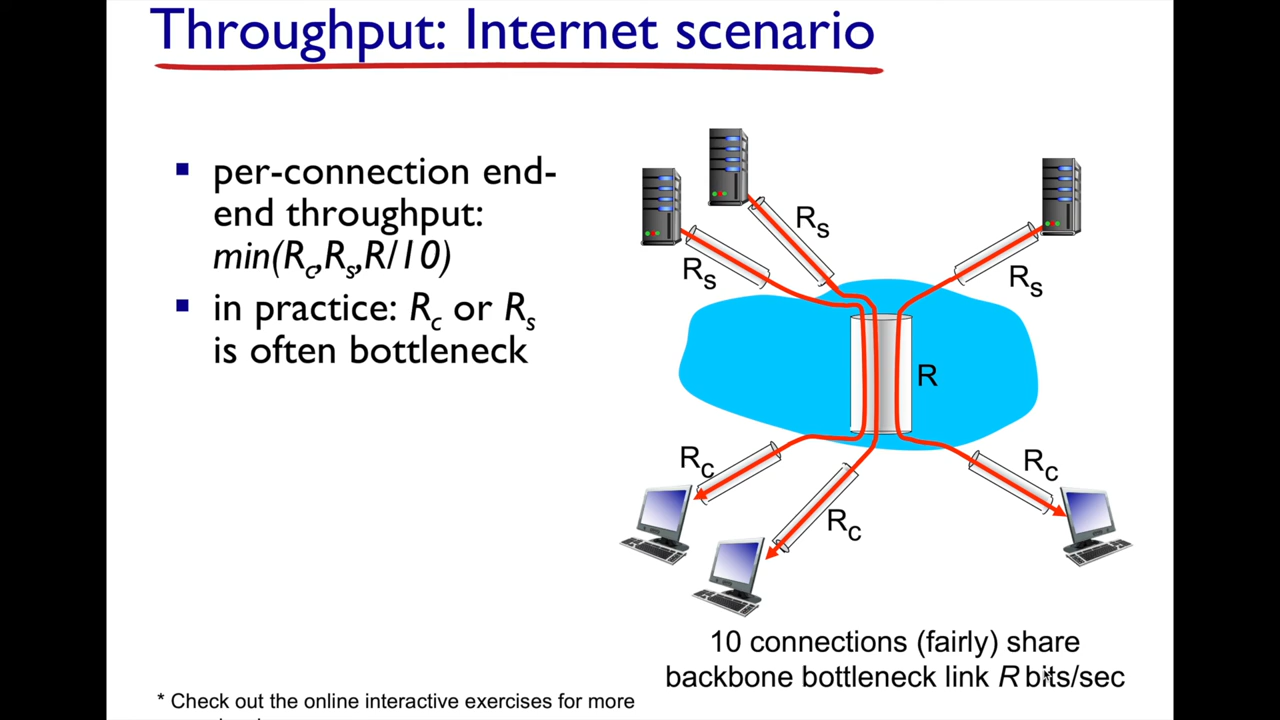 Throughput: Internet scenario
▪ per-connection end-
end throughput:
min(Rc,Rs,R/10)
▪ in practice: Rc or Rs
is often bottleneck
Rs
Rs
Rs
R
Rc
Rc
Rc
10 connections (fairly) share
backbone bottleneck link R bits/sec
* Check out the online interactive exercises for more